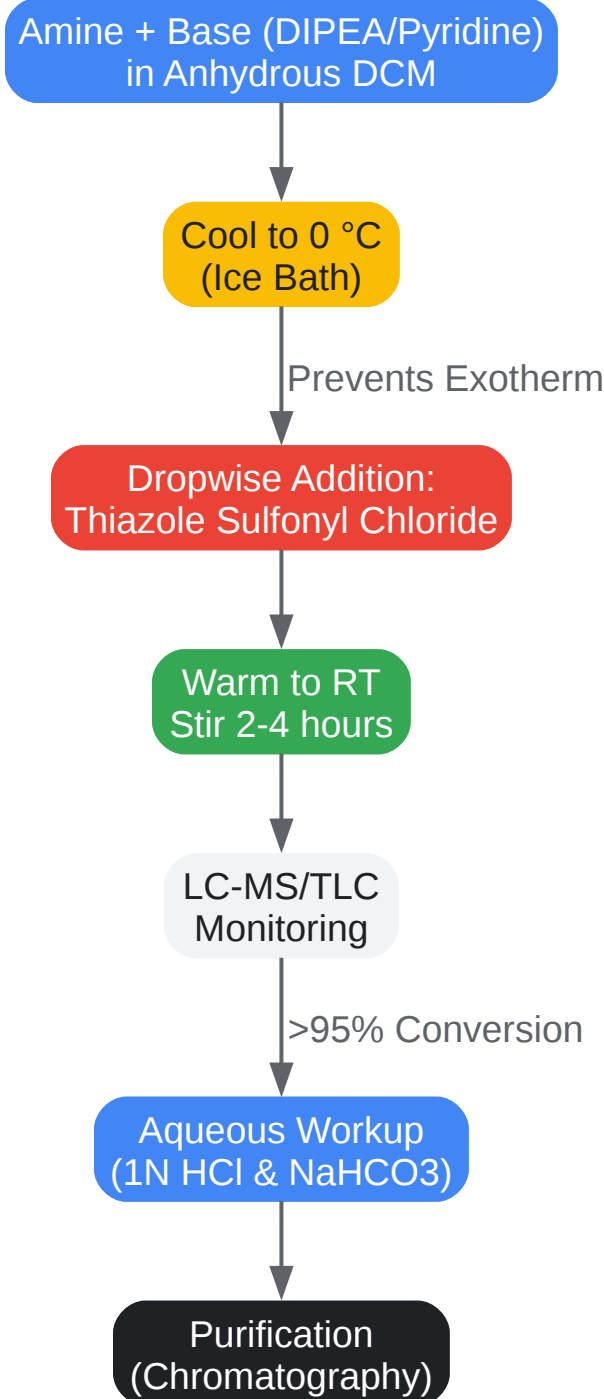 Amine + Base (DIPEA/Pyridine)
in Anhydrous DCM
Cool to 0 °C
(Ice Bath)
Prevents Exotherm
Dropwise Addition:
Thiazole Sulfonyl Chloride
Warm to RT
Stir 2-4 hours
LC-MS/TLC
Monitoring
>95% Conversion
Aqueous Workup
(1N HCl & NaHCO3)
Purification
(Chromatography)